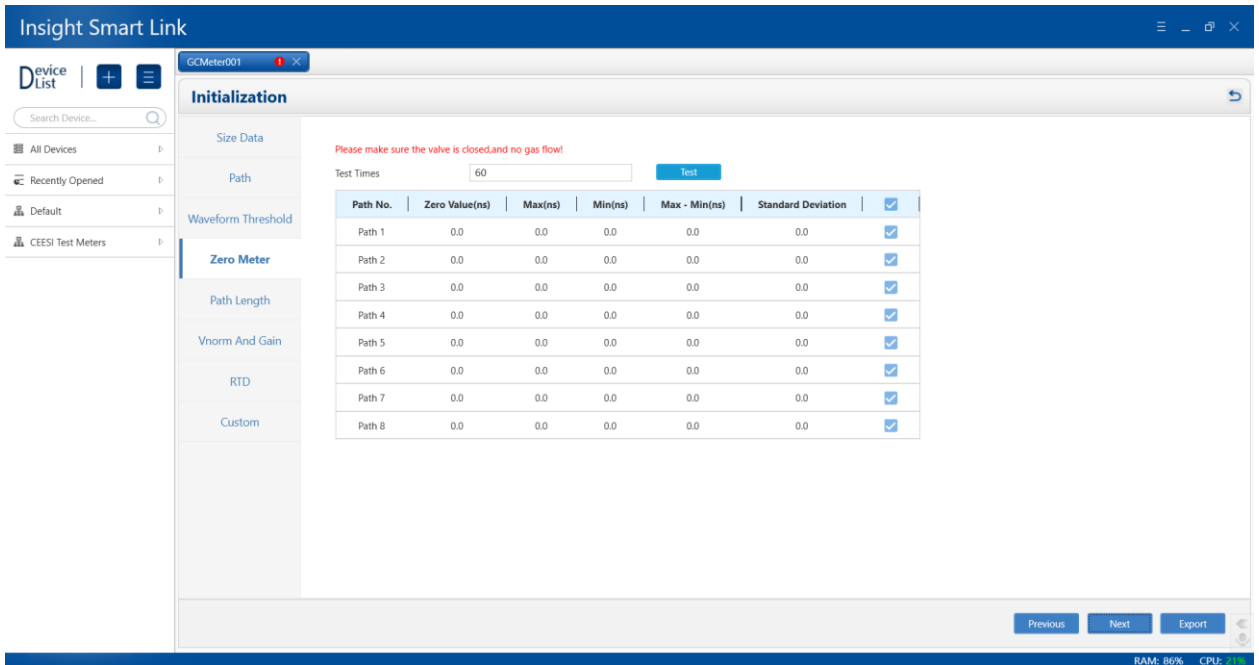 Insight Smart Link
Device List
Search Device...
All Devices
Recently Opened
Default
CEESI Test Meters
GCMeter001
Initialization
Size Data
Path
Waveform Threshold
Zero Meter
Path Length
Vnorm And Gain
RTD
Custom
Please make sure the valve is closed,and no gas flow!
Test Times 60 Test
Path No. Zero Value(ns) Max(ns) Min(ns) Max - Min(ns) Standard Deviation
Path 1 0.0 0.0 0.0 0.0 0.0
Path 2 0.0 0.0 0.0 0.0 0.0
Path 3 0.0 0.0 0.0 0.0 0.0
Path 4 0.0 0.0 0.0 0.0 0.0
Path 5 0.0 0.0 0.0 0.0 0.0
Path 6 0.0 0.0 0.0 0.0 0.0
Path 7 0.0 0.0 0.0 0.0 0.0
Path 8 0.0 0.0 0.0 0.0 0.0
Previous Next Export
RAM: 86% CPU: 21%